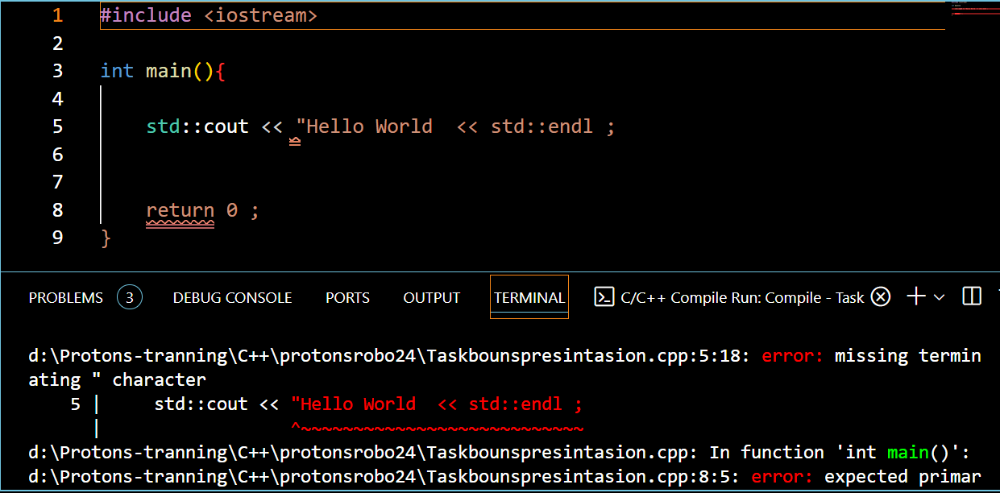 1 #include <iostream>
2
3 int main(){
4
5 std::cout << "Hello World  << std::endl ;
6
7
8 return 0 ;
9 }
PROBLEMS 3 DEBUG CONSOLE PORTS OUTPUT TERMINAL C/C++ Compile Run: Compile - Task
d:\Protons-tranning\C++\protonsrobo24\Taskbounspresintasion.cpp:5:18: error: missing termin
ating " character
5 | std::cout << "Hello World  << std::endl ;
| ^~~~~~~~~~~~~~~~~~~~~~~~~~~~
d:\Protons-tranning\C++\protonsrobo24\Taskbounspresintasion.cpp: In function 'int main()':
d:\Protons-tranning\C++\protonsrobo24\Taskbounspresintasion.cpp:8:5: error: expected primar